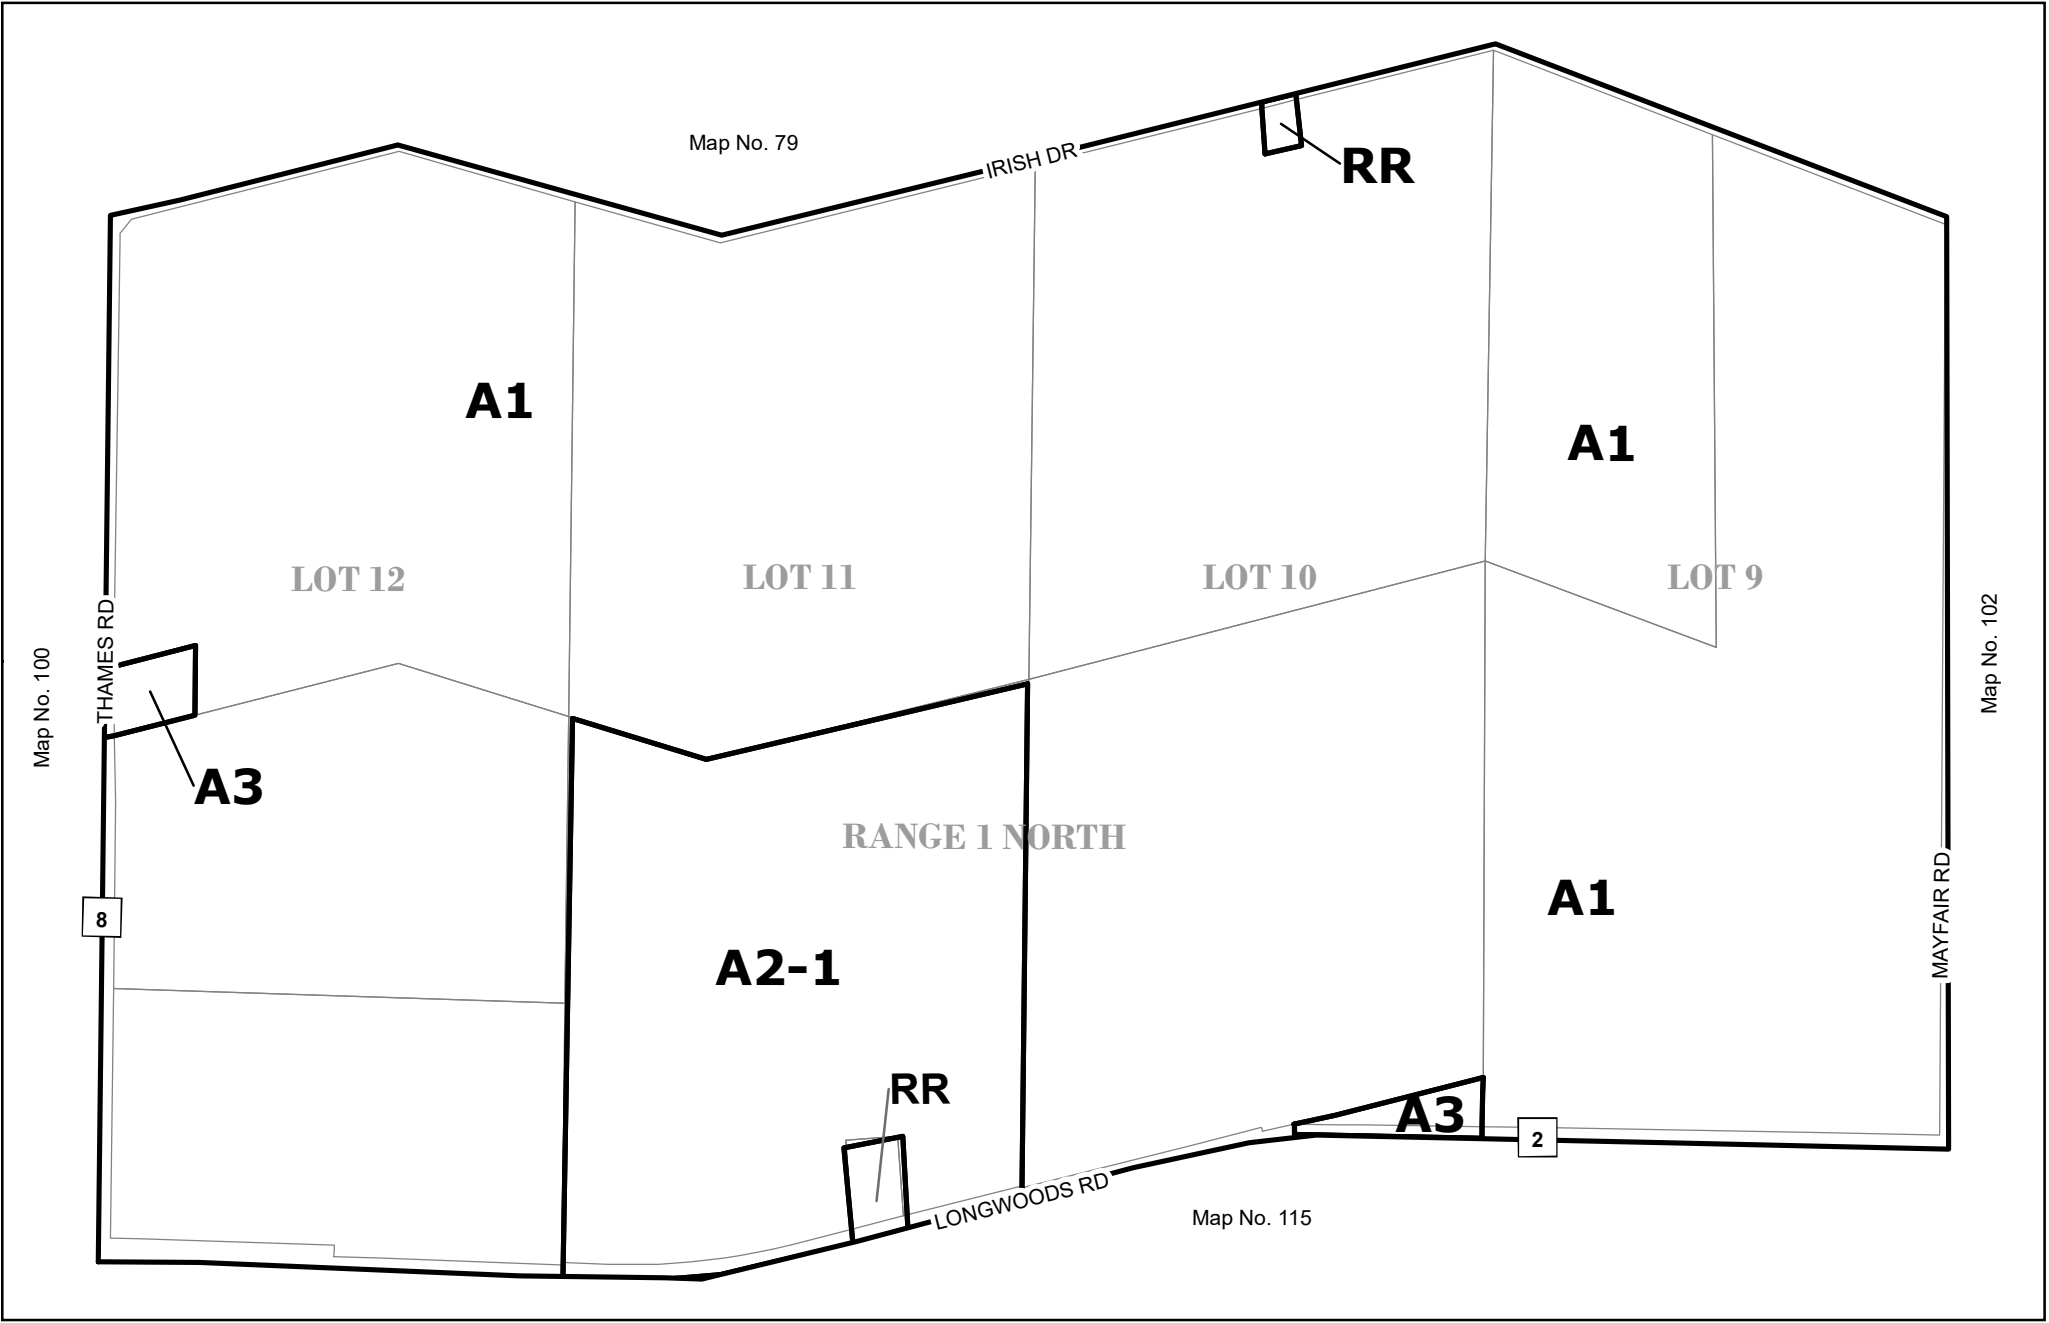 Map No. 79
IRISH DR
RR
A1
A1
LOT 12
LOT 11
LOT 10
LOT 9
THAMES RD
Map No. 100
Map No. 102
A3
RANGE 1 NORTH
MAYFAIR RD
8
A1
A2-1
RR
A3
2
LONGWOODS RD
Map No. 115